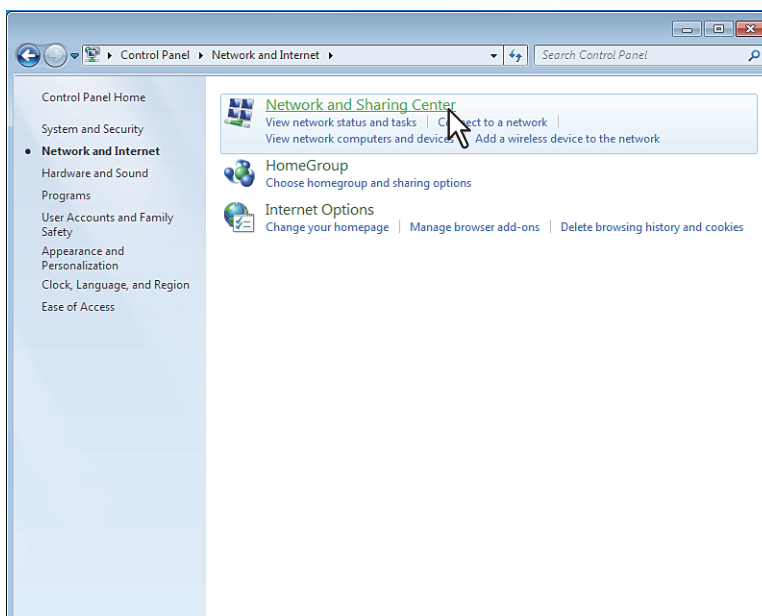 Control Panel Network and Internet
Search Control Panel
Control Panel Home
System and Security
Network and Internet
Hardware and Sound
Programs
User Accounts and Family
Safety
Appearance and
Personalization
Clock, Language, and Region
Ease of Access
Network and Sharing Center
View network status and tasks to a network
View network computers and devices Add a wireless device to the network
HomeGroup
Choose homegroup and sharing options
Internet Options
Change your homepage Manage browser add-ons Delete browsing history and cookies